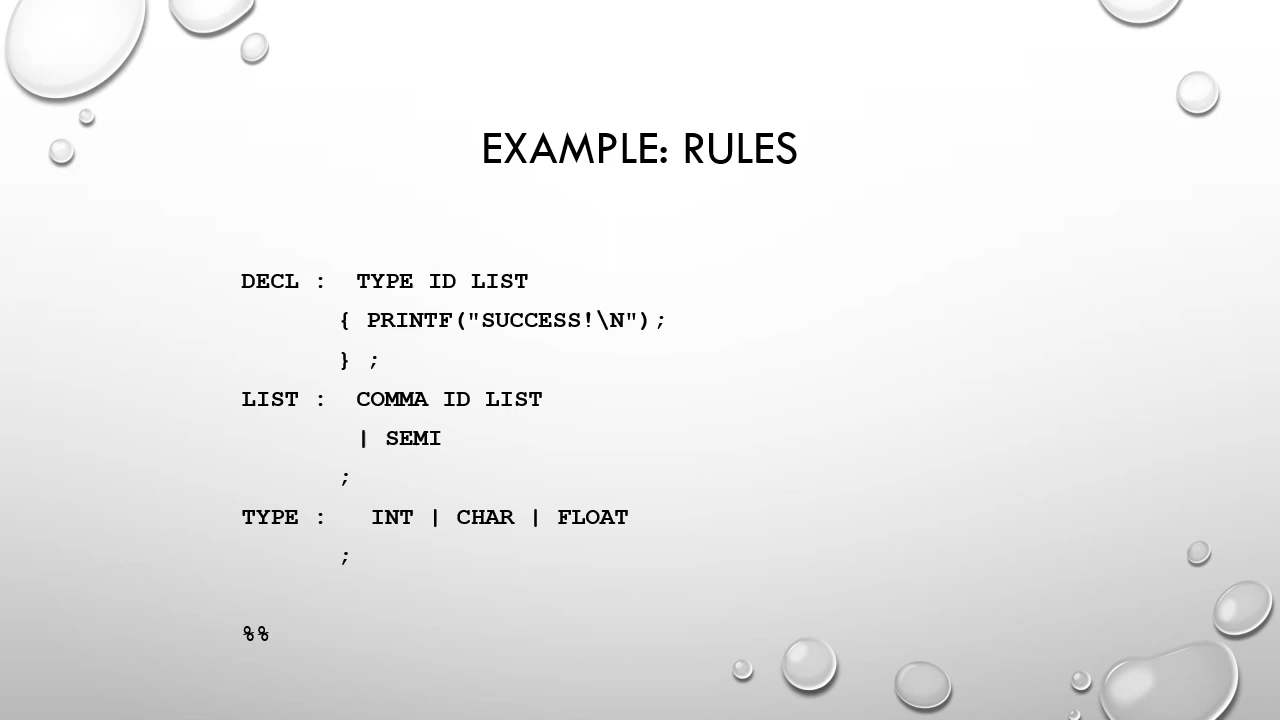 EXAMPLE: RULES
DECL :  TYPE ID LIST
{ PRINTF("SUCCESS!\N");
} ;
LIST :  COMMA ID LIST
| SEMI
;
TYPE :   INT | CHAR | FLOAT
;
%%